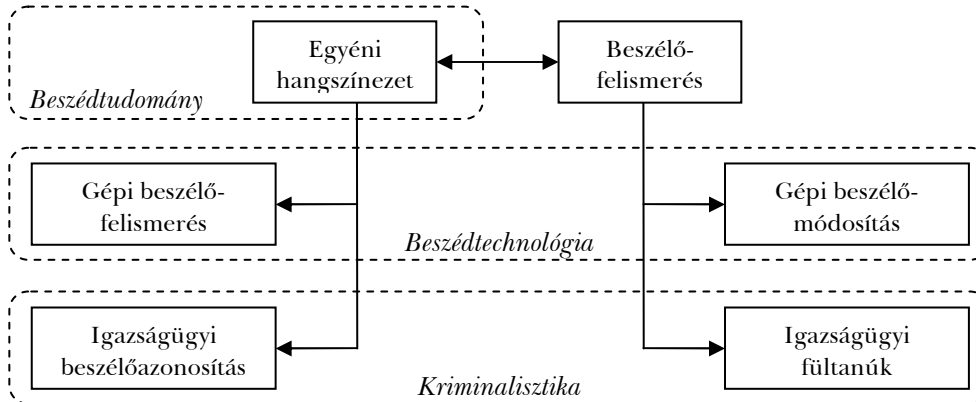 Egyéni
hangszínezet
Beszélő-
felismerés
Beszédtudomány
Gépi beszélő-
felismerés
Gépi beszélő-
módosítás
Beszédtechnológia
Igazságügyi
beszélőazonosítás
Igazságügyi
fültanúk
Kriminalisztika